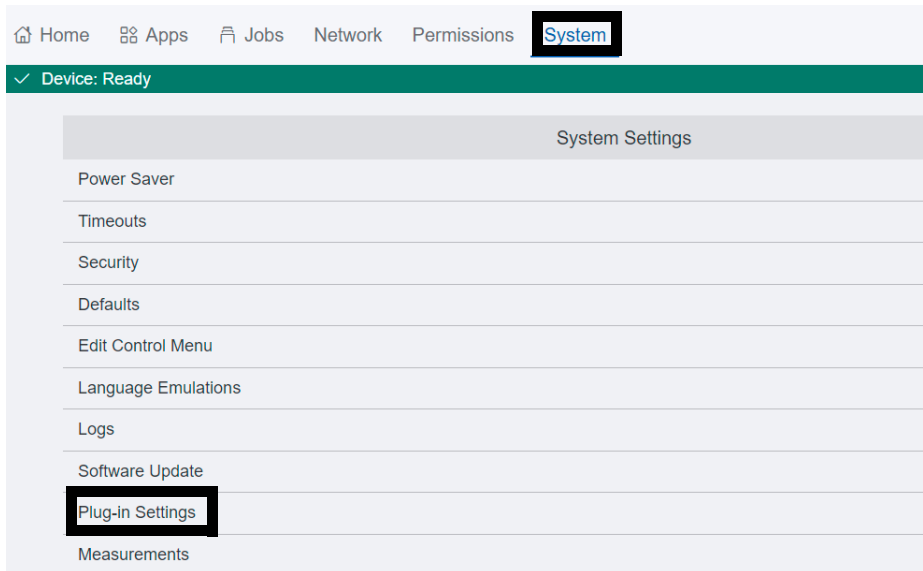 Home Apps Jobs Network Permissions System
Device: Ready
System Settings
Power Saver
Timeouts
Security
Defaults
Edit Control Menu
Language Emulations
Logs
Software Update
Plug-in Settings
Measurements